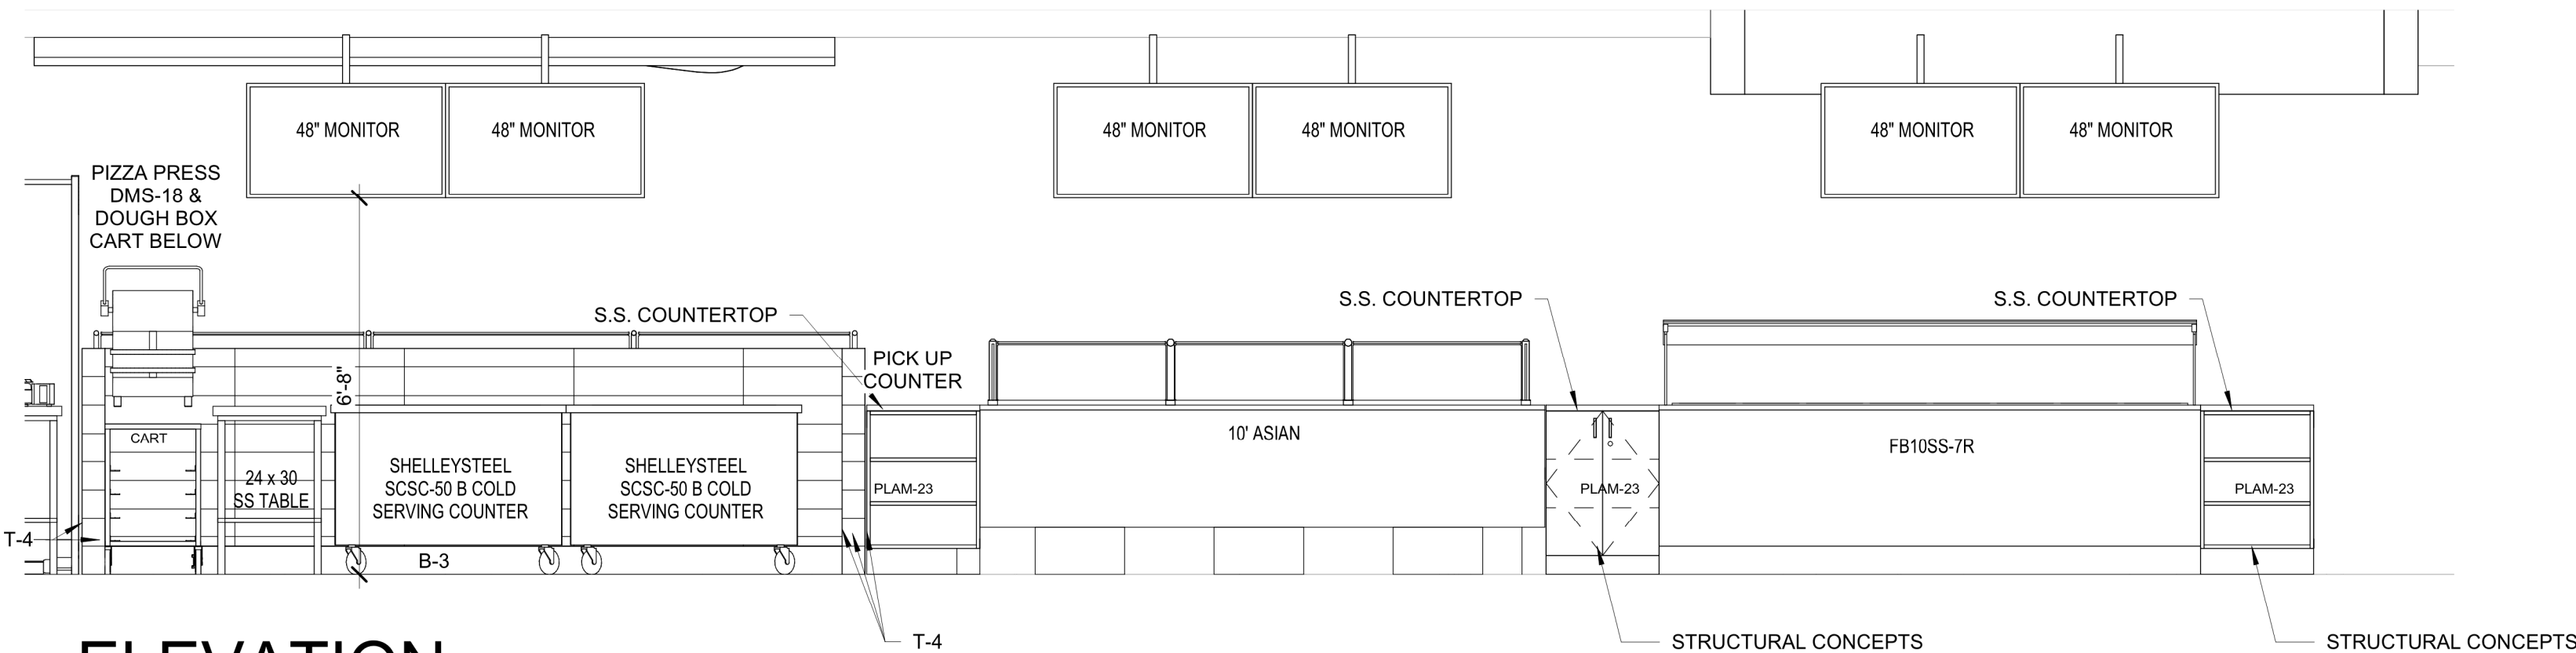 48" MONITOR
48" MONITOR
48" MONITOR
48" MONITOR
48" MONITOR
48" MONITOR
PIZZA PRESS
DMS-18 &
DOUGH BOX
CART BELOW
S.S. COUNTERTOP
S.S. COUNTERTOP
S.S. COUNTERTOP
PICK UP
COUNTER
6'-8"
CART
24 x 30
SS TABLE
SHELLEYSTEEL
SCSC-50 B COLD
SERVING COUNTER
SHELLEYSTEEL
SCSC-50 B COLD
SERVING COUNTER
PLAM-23
10' ASIAN
PLAM-23
FB10SS-7R
PLAM-23
T-4
B-3
T-4
STRUCTURAL CONCEPTS
STRUCTURAL CONCEPTS
ELEVATION